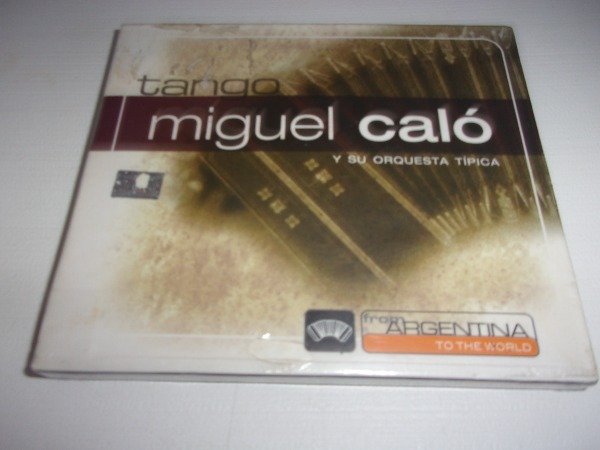 tango
miguel caló
Y SU ORQUESTA TÍPICA
from
ARGENTINA
TO THE WORLD